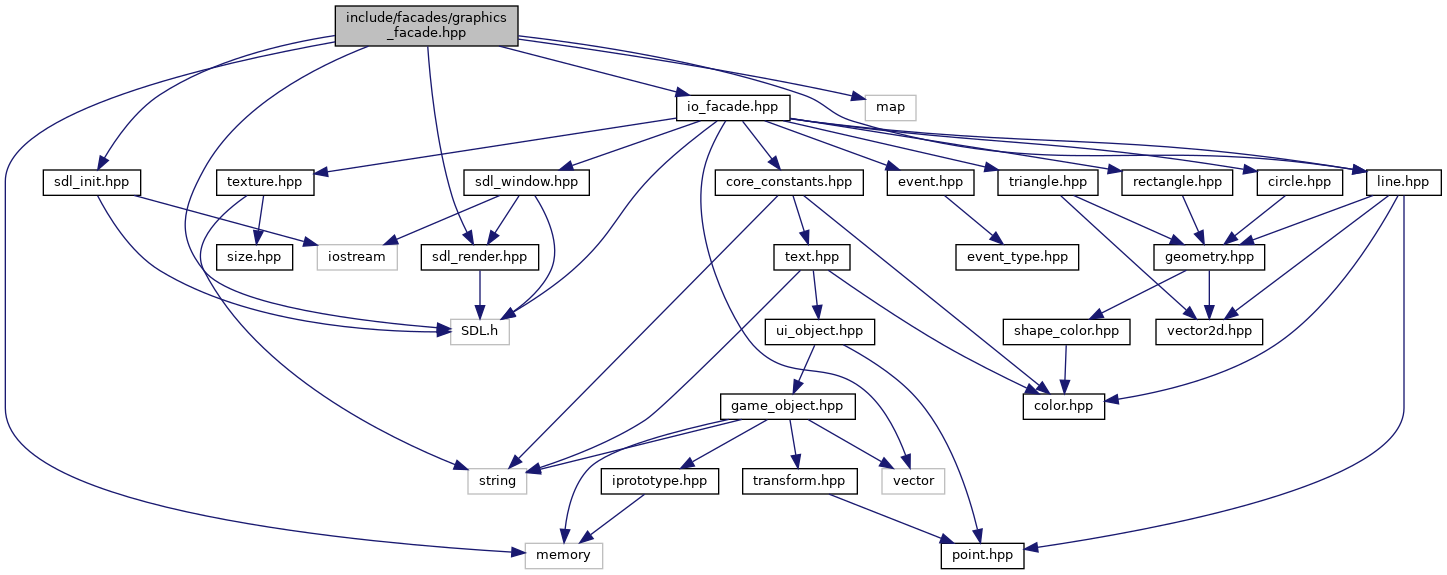 include/facades/graphics
_facade.hpp
io_facade.hpp
map
sdl_init.hpp
texture.hpp
sdl_window.hpp
core_constants.hpp
event.hpp
triangle.hpp
rectangle.hpp
circle.hpp
line.hpp
size.hpp
iostream
sdl_render.hpp
text.hpp
event_type.hpp
geometry.hpp
SDL.h
ui_object.hpp
shape_color.hpp
vector2d.hpp
game_object.hpp
color.hpp
string
iprototype.hpp
transform.hpp
vector
memory
point.hpp